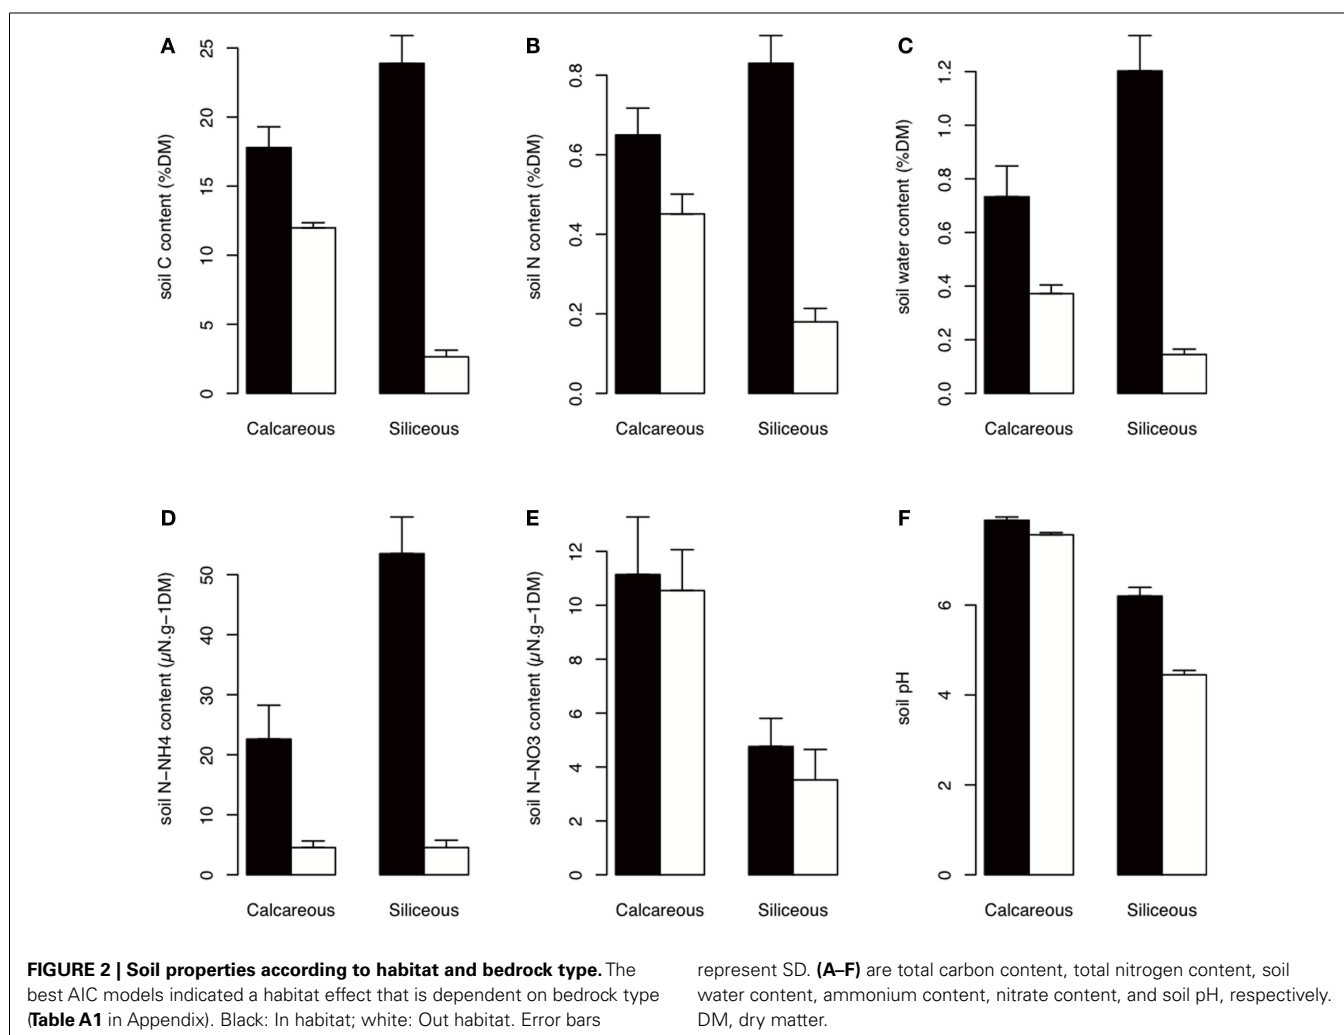 A
25
20
15
10
5
0
soil C content (%DM)
Calcareous
Siliceous
B
0.8
0.6
0.4
0.2
0.0
soil N content (%DM)
Calcareous
Siliceous
C
1.2
1.0
0.8
0.6
0.4
0.2
0.0
soil water content (%DM)
Calcareous
Siliceous
D
50
40
30
20
10
0
soil N−NH4 content (µN.g−1DM)
Calcareous
Siliceous
E
12
10
8
6
4
2
0
soil N−NO3 content (µN.g−1DM)
Calcareous
Siliceous
F
6
4
2
0
soil pH
Calcareous
Siliceous
FIGURE 2 | Soil properties according to habitat and bedrock type. The
best AIC models indicated a habitat effect that is dependent on bedrock type
(Table A1 in Appendix). Black: In habitat; white: Out habitat. Error bars
represent SD. (A–F) are total carbon content, total nitrogen content, soil
water content, ammonium content, nitrate content, and soil pH, respectively.
DM, dry matter.